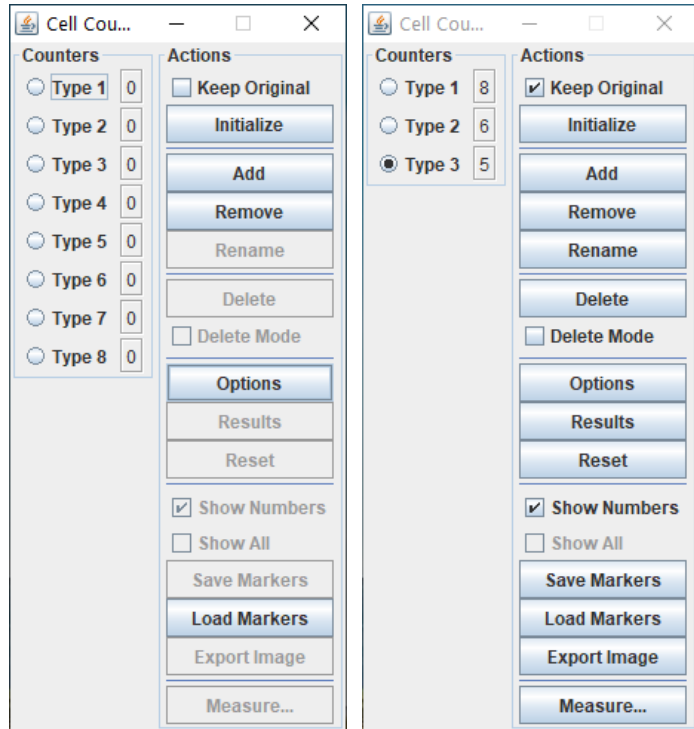 Cell Cou...
Counters
Type 1 0
Type 2 0
Type 3 0
Type 4 0
Type 5 0
Type 6 0
Type 7 0
Type 8 0
Actions
Keep Original
Initialize
Add
Remove
Rename
Delete
Delete Mode
Options
Results
Reset
Show Numbers
Show All
Save Markers
Load Markers
Export Image
Measure...
Cell Cou...
Counters
Type 1 8
Type 2 6
Type 3 5
Actions
Keep Original
Initialize
Add
Remove
Rename
Delete
Delete Mode
Options
Results
Reset
Show Numbers
Show All
Save Markers
Load Markers
Export Image
Measure...